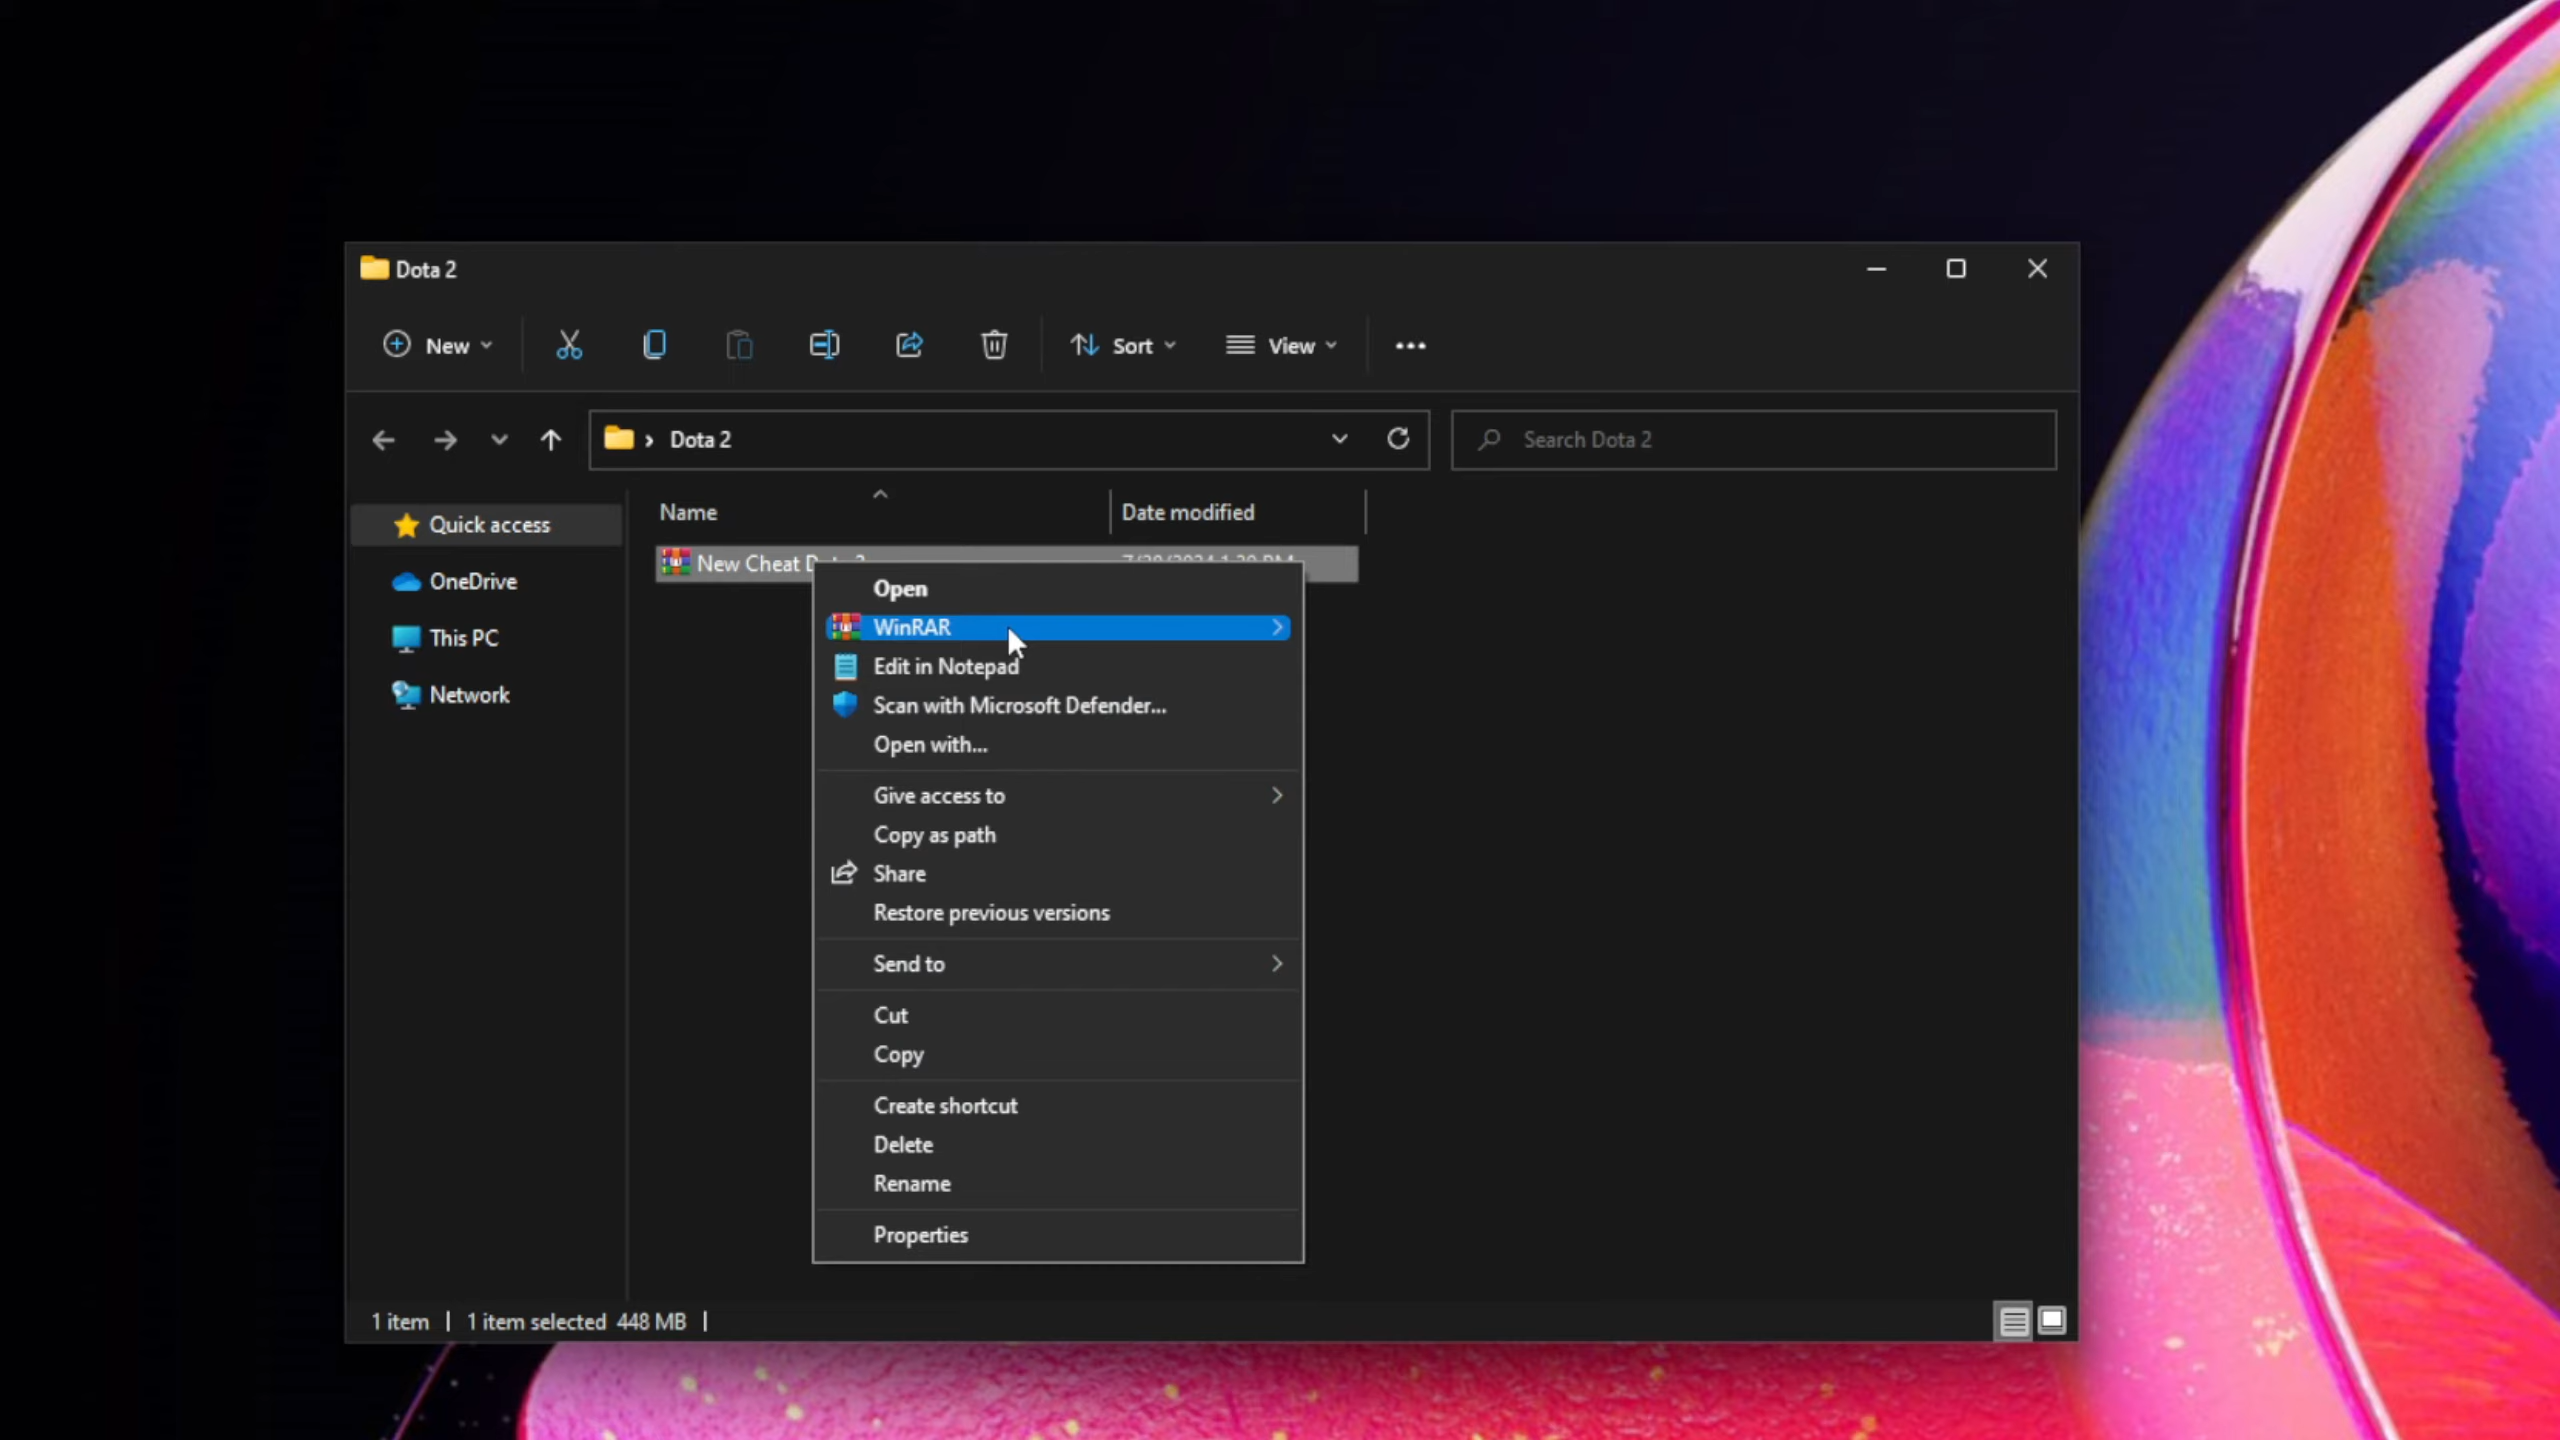 Dota 2
New
Sort
View
Dota 2
Search Dota 2
Quick access
OneDrive
This PC
Network
Name
Date modified
New Cheat
Open
WinRAR
Edit in Notepad
Scan with Microsoft Defender...
Open with...
Give access to
Copy as path
Share
Restore previous versions
Send to
Cut
Copy
Create shortcut
Delete
Rename
Properties
1 item
1 item selected 448 MB